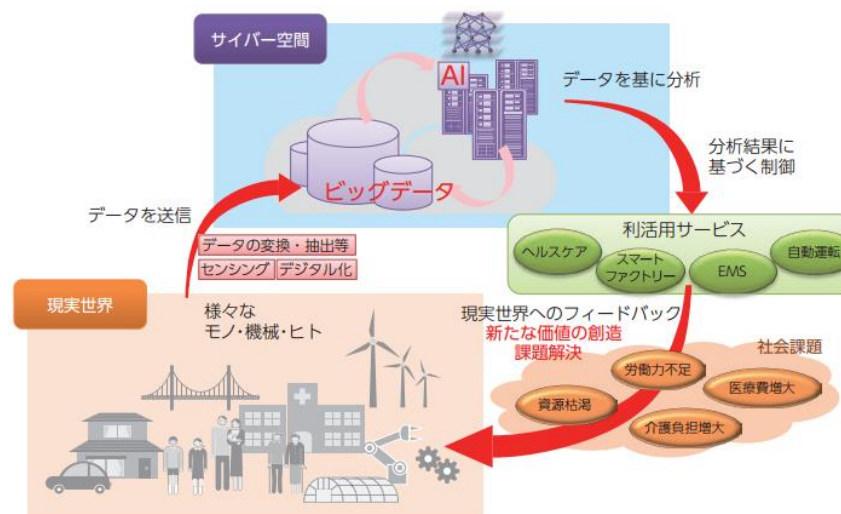 サイバー空間
AI
データを基に分析
分析結果に
基づく制御
ビッグデータ
データを送信
データの変換・抽出等
センシング
デジタル化
利活用サービス
ヘルスケア
スマート
ファクトリー
EMS
自動運転
現実世界
様々な
モノ・機械・ヒト
現実世界へのフィードバック
新たな価値の創造
課題解決
社会課題
労働力不足
医療費増大
資源枯渇
介護負担増大